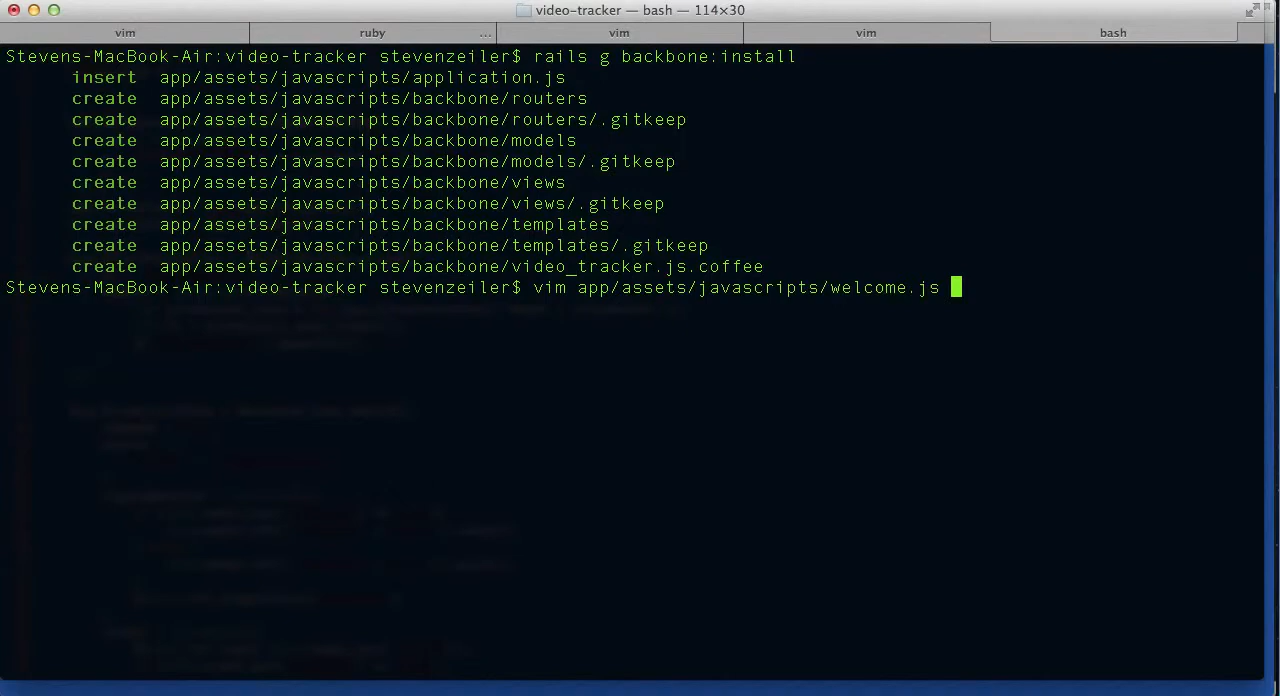 video-tracker — bash — 114×30
vim ruby ... vim vim bash
Stevens-MacBook-Air:video-tracker stevenzeiler$ rails g backbone:install
insert app/assets/javascripts/application.js
create app/assets/javascripts/backbone/routers
create app/assets/javascripts/backbone/routers/.gitkeep
create app/assets/javascripts/backbone/models
create app/assets/javascripts/backbone/models/.gitkeep
create app/assets/javascripts/backbone/views
create app/assets/javascripts/backbone/views/.gitkeep
create app/assets/javascripts/backbone/templates
create app/assets/javascripts/backbone/templates/.gitkeep
create app/assets/javascripts/backbone/video_tracker.js.coffee
Stevens-MacBook-Air:video-tracker stevenzeiler$ vim app/assets/javascripts/welcome.js